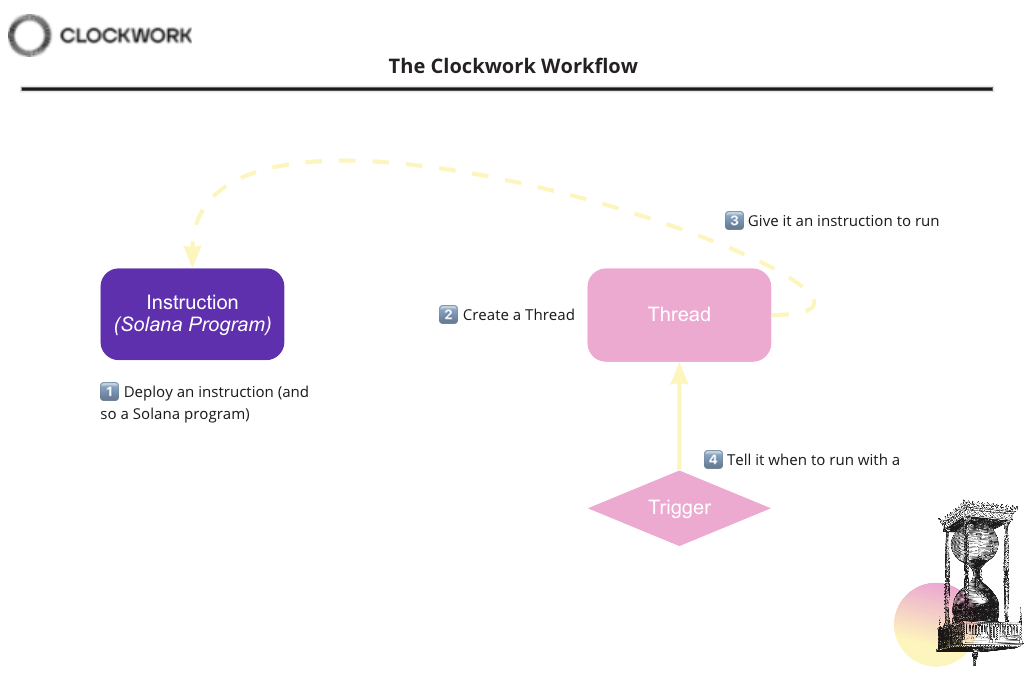 CLOCKWORK
The Clockwork Workflow
3 Give it an instruction to run
Instruction
(Solana Program)
2 Create a Thread
Thread
1 Deploy an instruction (and
so a Solana program)
4 Tell it when to run with a
Trigger